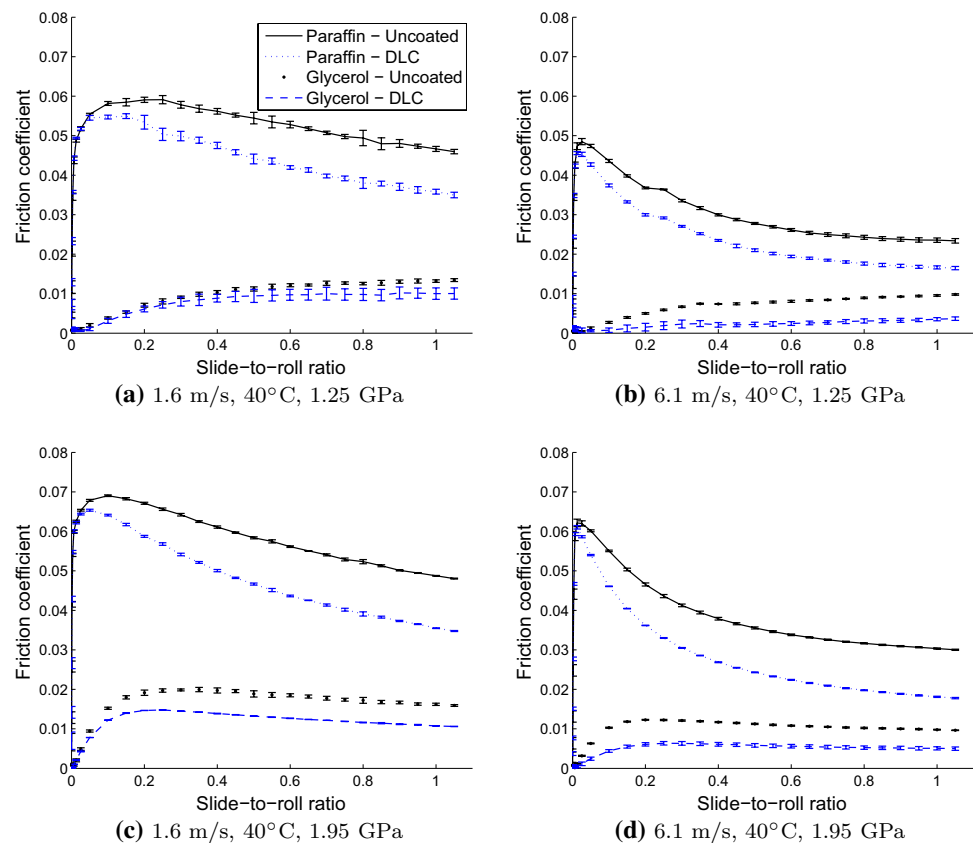 0.08
0.07
0.06
0.05
0.04
0.03
0.02
0.01
0
Friction coefficient
Paraffin − Uncoated
Paraffin − DLC
Glycerol − Uncoated
Glycerol − DLC
0 0.2 0.4 0.6 0.8 1
Slide−to−roll ratio
(a) 1.6 m/s, 40°C, 1.25 GPa
0.08
0.07
0.06
0.05
0.04
0.03
0.02
0.01
0
Friction coefficient
0 0.2 0.4 0.6 0.8 1
Slide−to−roll ratio
(b) 6.1 m/s, 40°C, 1.25 GPa
0.08
0.07
0.06
0.05
0.04
0.03
0.02
0.01
0
Friction coefficient
0 0.2 0.4 0.6 0.8 1
Slide−to−roll ratio
(c) 1.6 m/s, 40°C, 1.95 GPa
0.08
0.07
0.06
0.05
0.04
0.03
0.02
0.01
0
Friction coefficient
0 0.2 0.4 0.6 0.8 1
Slide−to−roll ratio
(d) 6.1 m/s, 40°C, 1.95 GPa